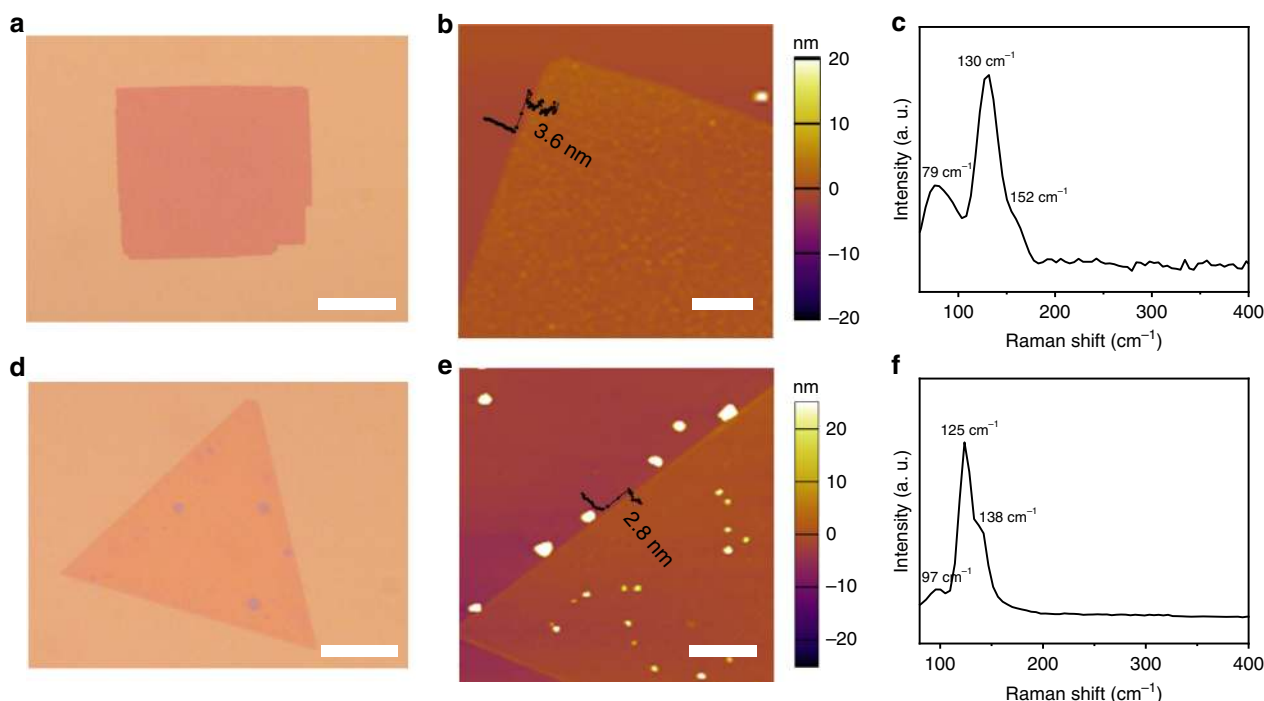 a
b
nm
20
10
0
−10
−20
3.6 nm
c
130 cm⁻¹
79 cm⁻¹
152 cm⁻¹
Intensity (a. u.)
100
200
300
400
Raman shift (cm⁻¹)
d
e
nm
20
10
0
−10
−20
2.8 nm
f
125 cm⁻¹
138 cm⁻¹
97 cm⁻¹
Intensity (a. u.)
100
200
300
400
Raman shift (cm⁻¹)